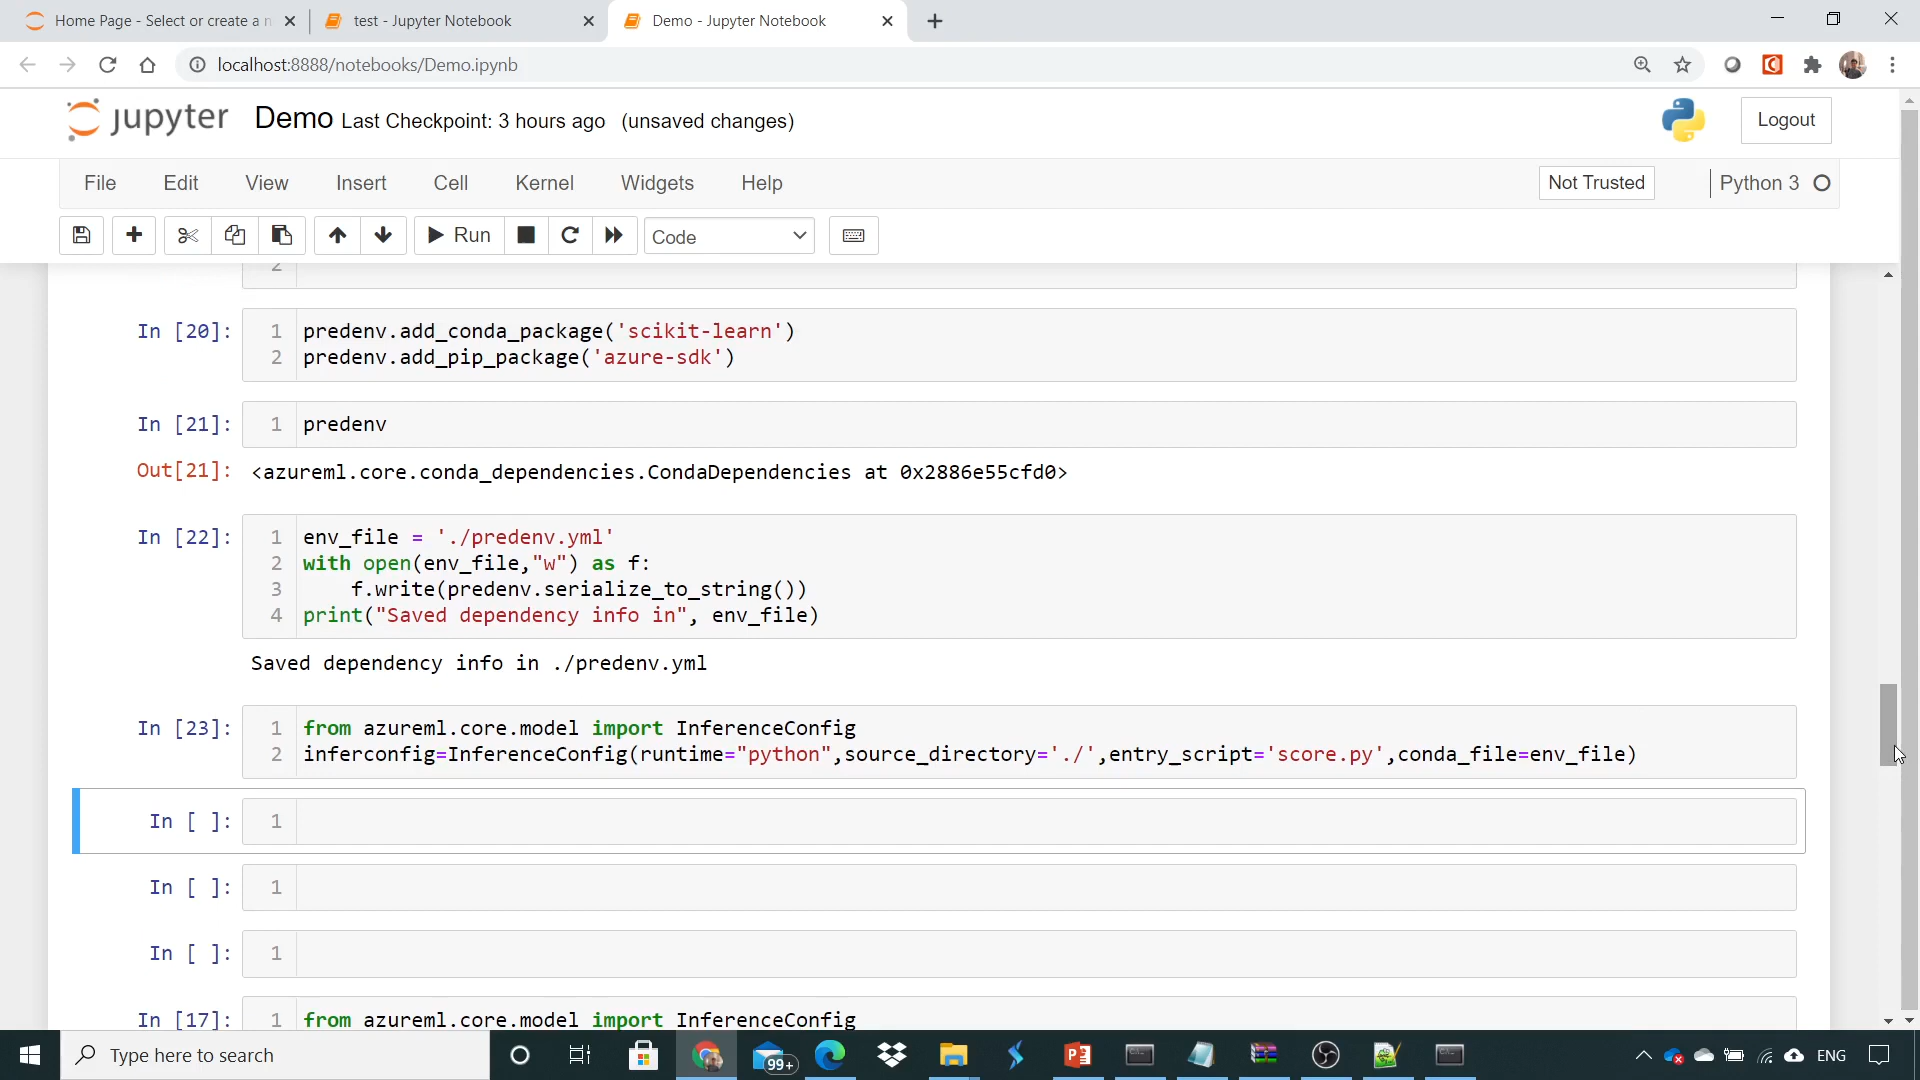 Home Page - Select or create a n
test - Jupyter Notebook
Demo - Jupyter Notebook
localhost:8888/notebooks/Demo.ipynb
jupyter Demo Last Checkpoint: 3 hours ago (unsaved changes)
Logout
File Edit View Insert Cell Kernel Widgets Help
Not Trusted
Python 3
Run
Code
2
In [20]:
1 predenv.add_conda_package('scikit-learn')
2 predenv.add_pip_package('azure-sdk')
In [21]:
1 predenv
Out[21]: <azureml.core.conda_dependencies.CondaDependencies at 0x2886e55cfd0>
In [22]:
1 env_file = './predenv.yml'
2 with open(env_file,"w") as f:
3     f.write(predenv.serialize_to_string())
4 print("Saved dependency info in", env_file)
Saved dependency info in ./predenv.yml
In [23]:
1 from azureml.core.model import InferenceConfig
2 inferconfig=InferenceConfig(runtime="python",source_directory='./',entry_script='score.py',conda_file=env_file)
In [ ]: 1
In [ ]: 1
In [ ]: 1
In [17]: 1 from azureml.core.model import InferenceConfig
Type here to search
99+
ENG